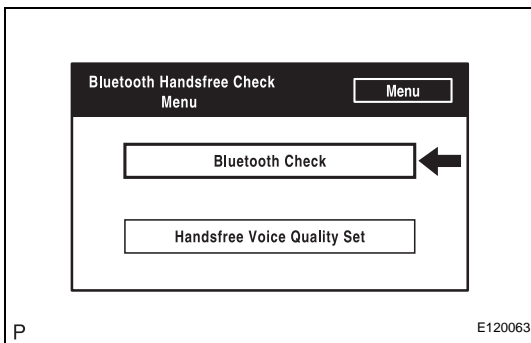 Bluetooth Handsfree Check
Menu
Menu
Bluetooth Check
Handsfree Voice Quality Set
P
E120063